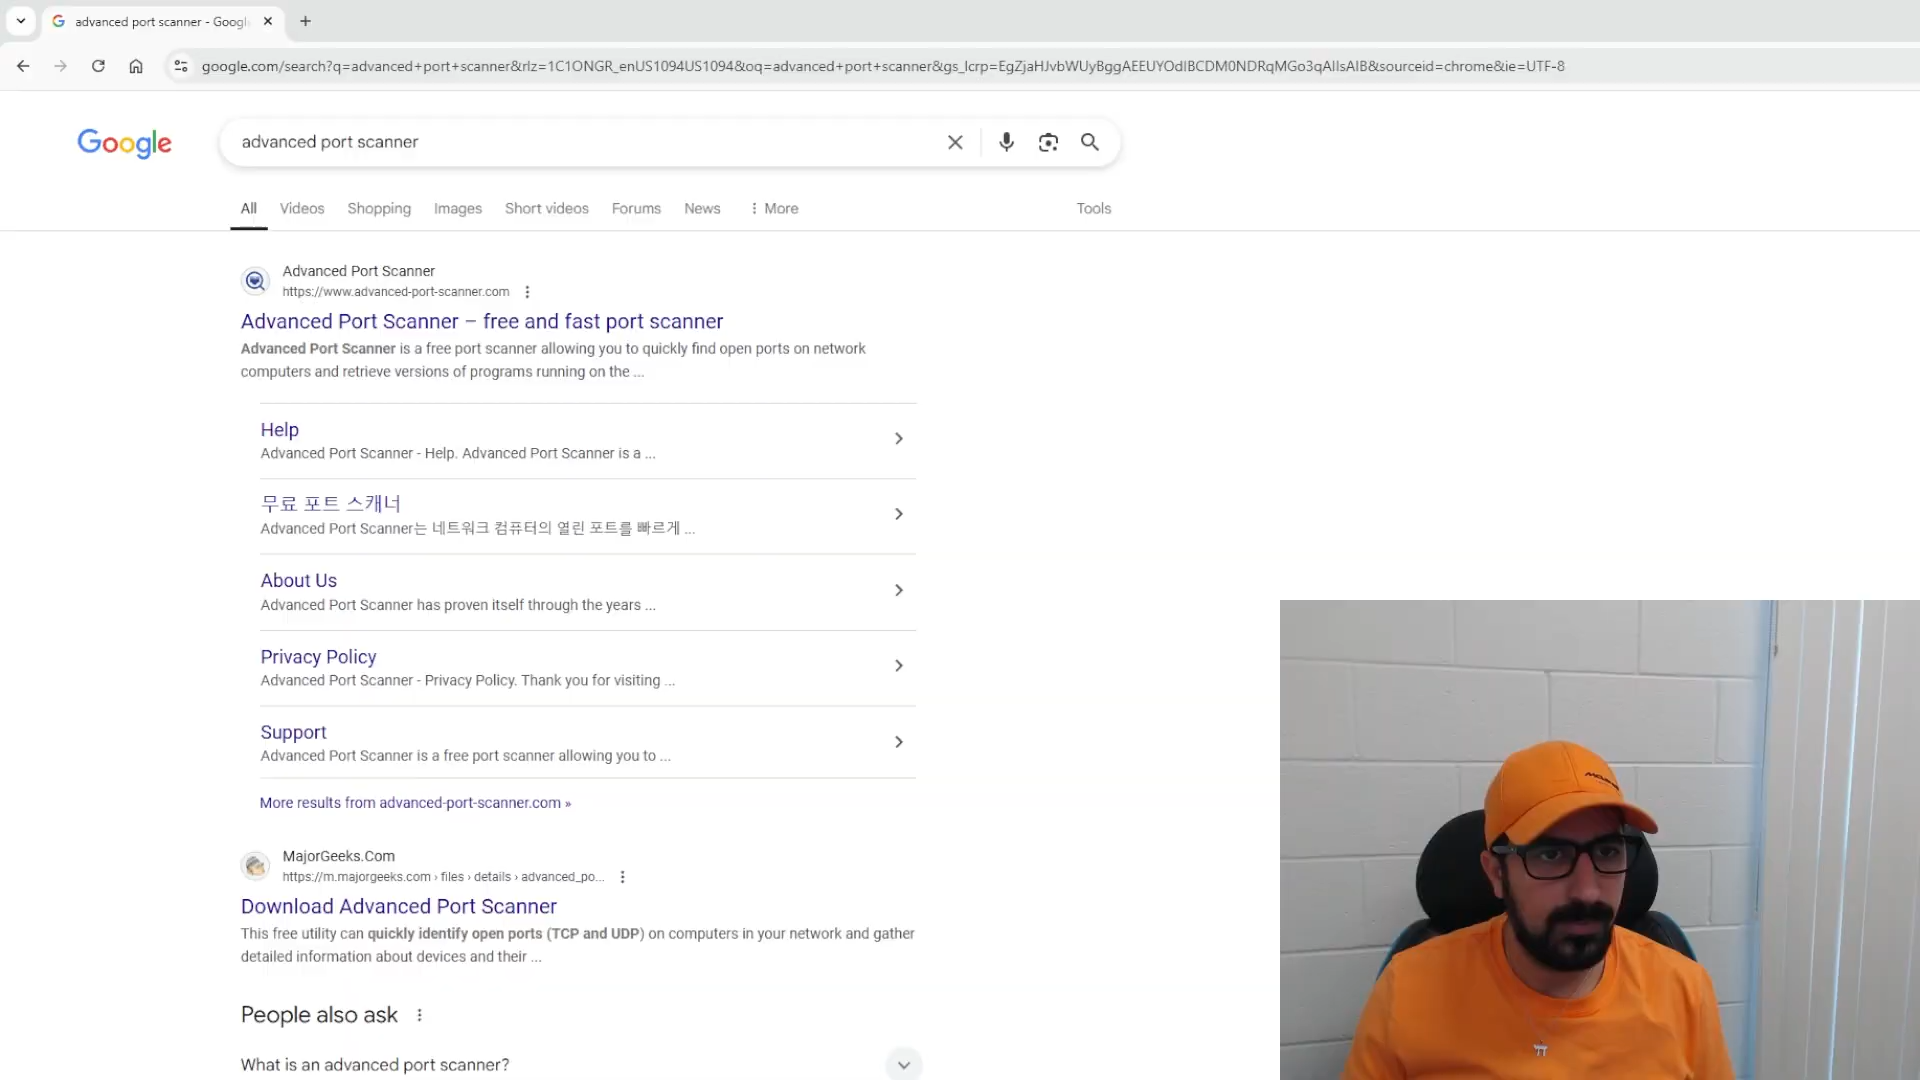 advanced port scanner - Googl
google.com/search?q=advanced+port+scanner&rlz=1C1ONGR_enUS1094US1094&oq=advanced+port+scanner&gs_lcrp=EgZjaHJvbWUyBggAEEUYOdIBCDM0NDRqMGo3qAIIsAIB&sourceid=chrome&ie=UTF-8
Google
advanced port scanner
All Videos Shopping Images Short videos Forums News More Tools
Advanced Port Scanner
https://www.advanced-port-scanner.com
Advanced Port Scanner – free and fast port scanner
Advanced Port Scanner is a free port scanner allowing you to quickly find open ports on network
computers and retrieve versions of programs running on the ...
Help
Advanced Port Scanner - Help. Advanced Port Scanner is a ...
무료 포트 스캐너
Advanced Port Scanner는 네트워크 컴퓨터의 열린 포트를 빠르게 ...
About Us
Advanced Port Scanner has proven itself through the years ...
Privacy Policy
Advanced Port Scanner - Privacy Policy. Thank you for visiting ...
Support
Advanced Port Scanner is a free port scanner allowing you to ...
More results from advanced-port-scanner.com »
MajorGeeks.Com
https://m.majorgeeks.com › files › details › advanced_po...
Download Advanced Port Scanner
This free utility can quickly identify open ports (TCP and UDP) on computers in your network and gather
detailed information about devices and their ...
People also ask
What is an advanced port scanner?